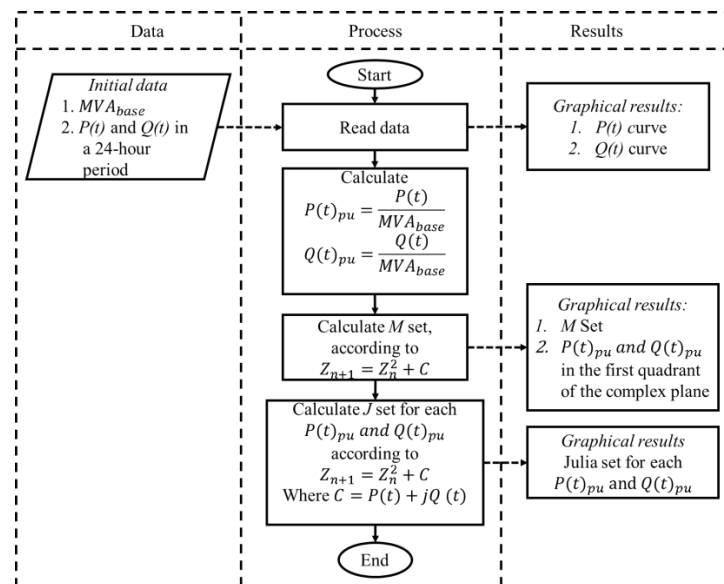 Data
Process
Results
Initial data
1. MVA_base
2. P(t) and Q(t) in
a 24-hour
period
Start
Read data
Graphical results:
1. P(t) curve
2. Q(t) curve
Calculate
P(t)_pu = P(t)/MVA_base
Q(t)_pu = Q(t)/MVA_base
Calculate M set,
according to
Z_{n+1} = Z_n^2 + C
Graphical results:
1. M Set
2. P(t)_pu and Q(t)_pu
in the first quadrant
of the complex plane
Calculate J set for each
P(t)_pu and Q(t)_pu
according to
Z_{n+1} = Z_n^2 + C
Where C = P(t) + jQ (t)
Graphical results
Julia set for each
P(t)_pu and Q(t)_pu
End